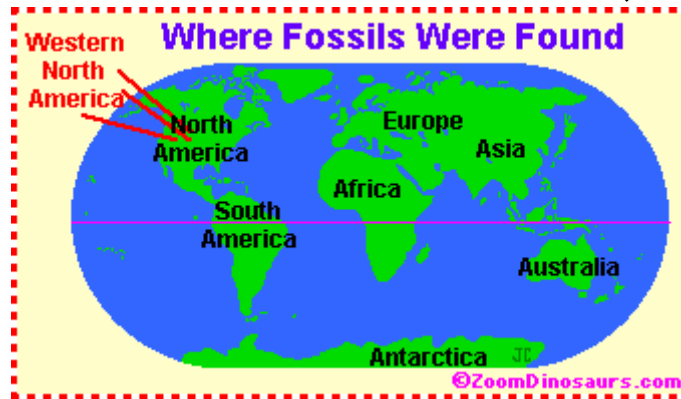 Where Fossils Were Found
Western
North
America
North
America
Europe
Asia
Africa
South
America
Australia
Antarctica
JC
©ZoomDinosaurs.com